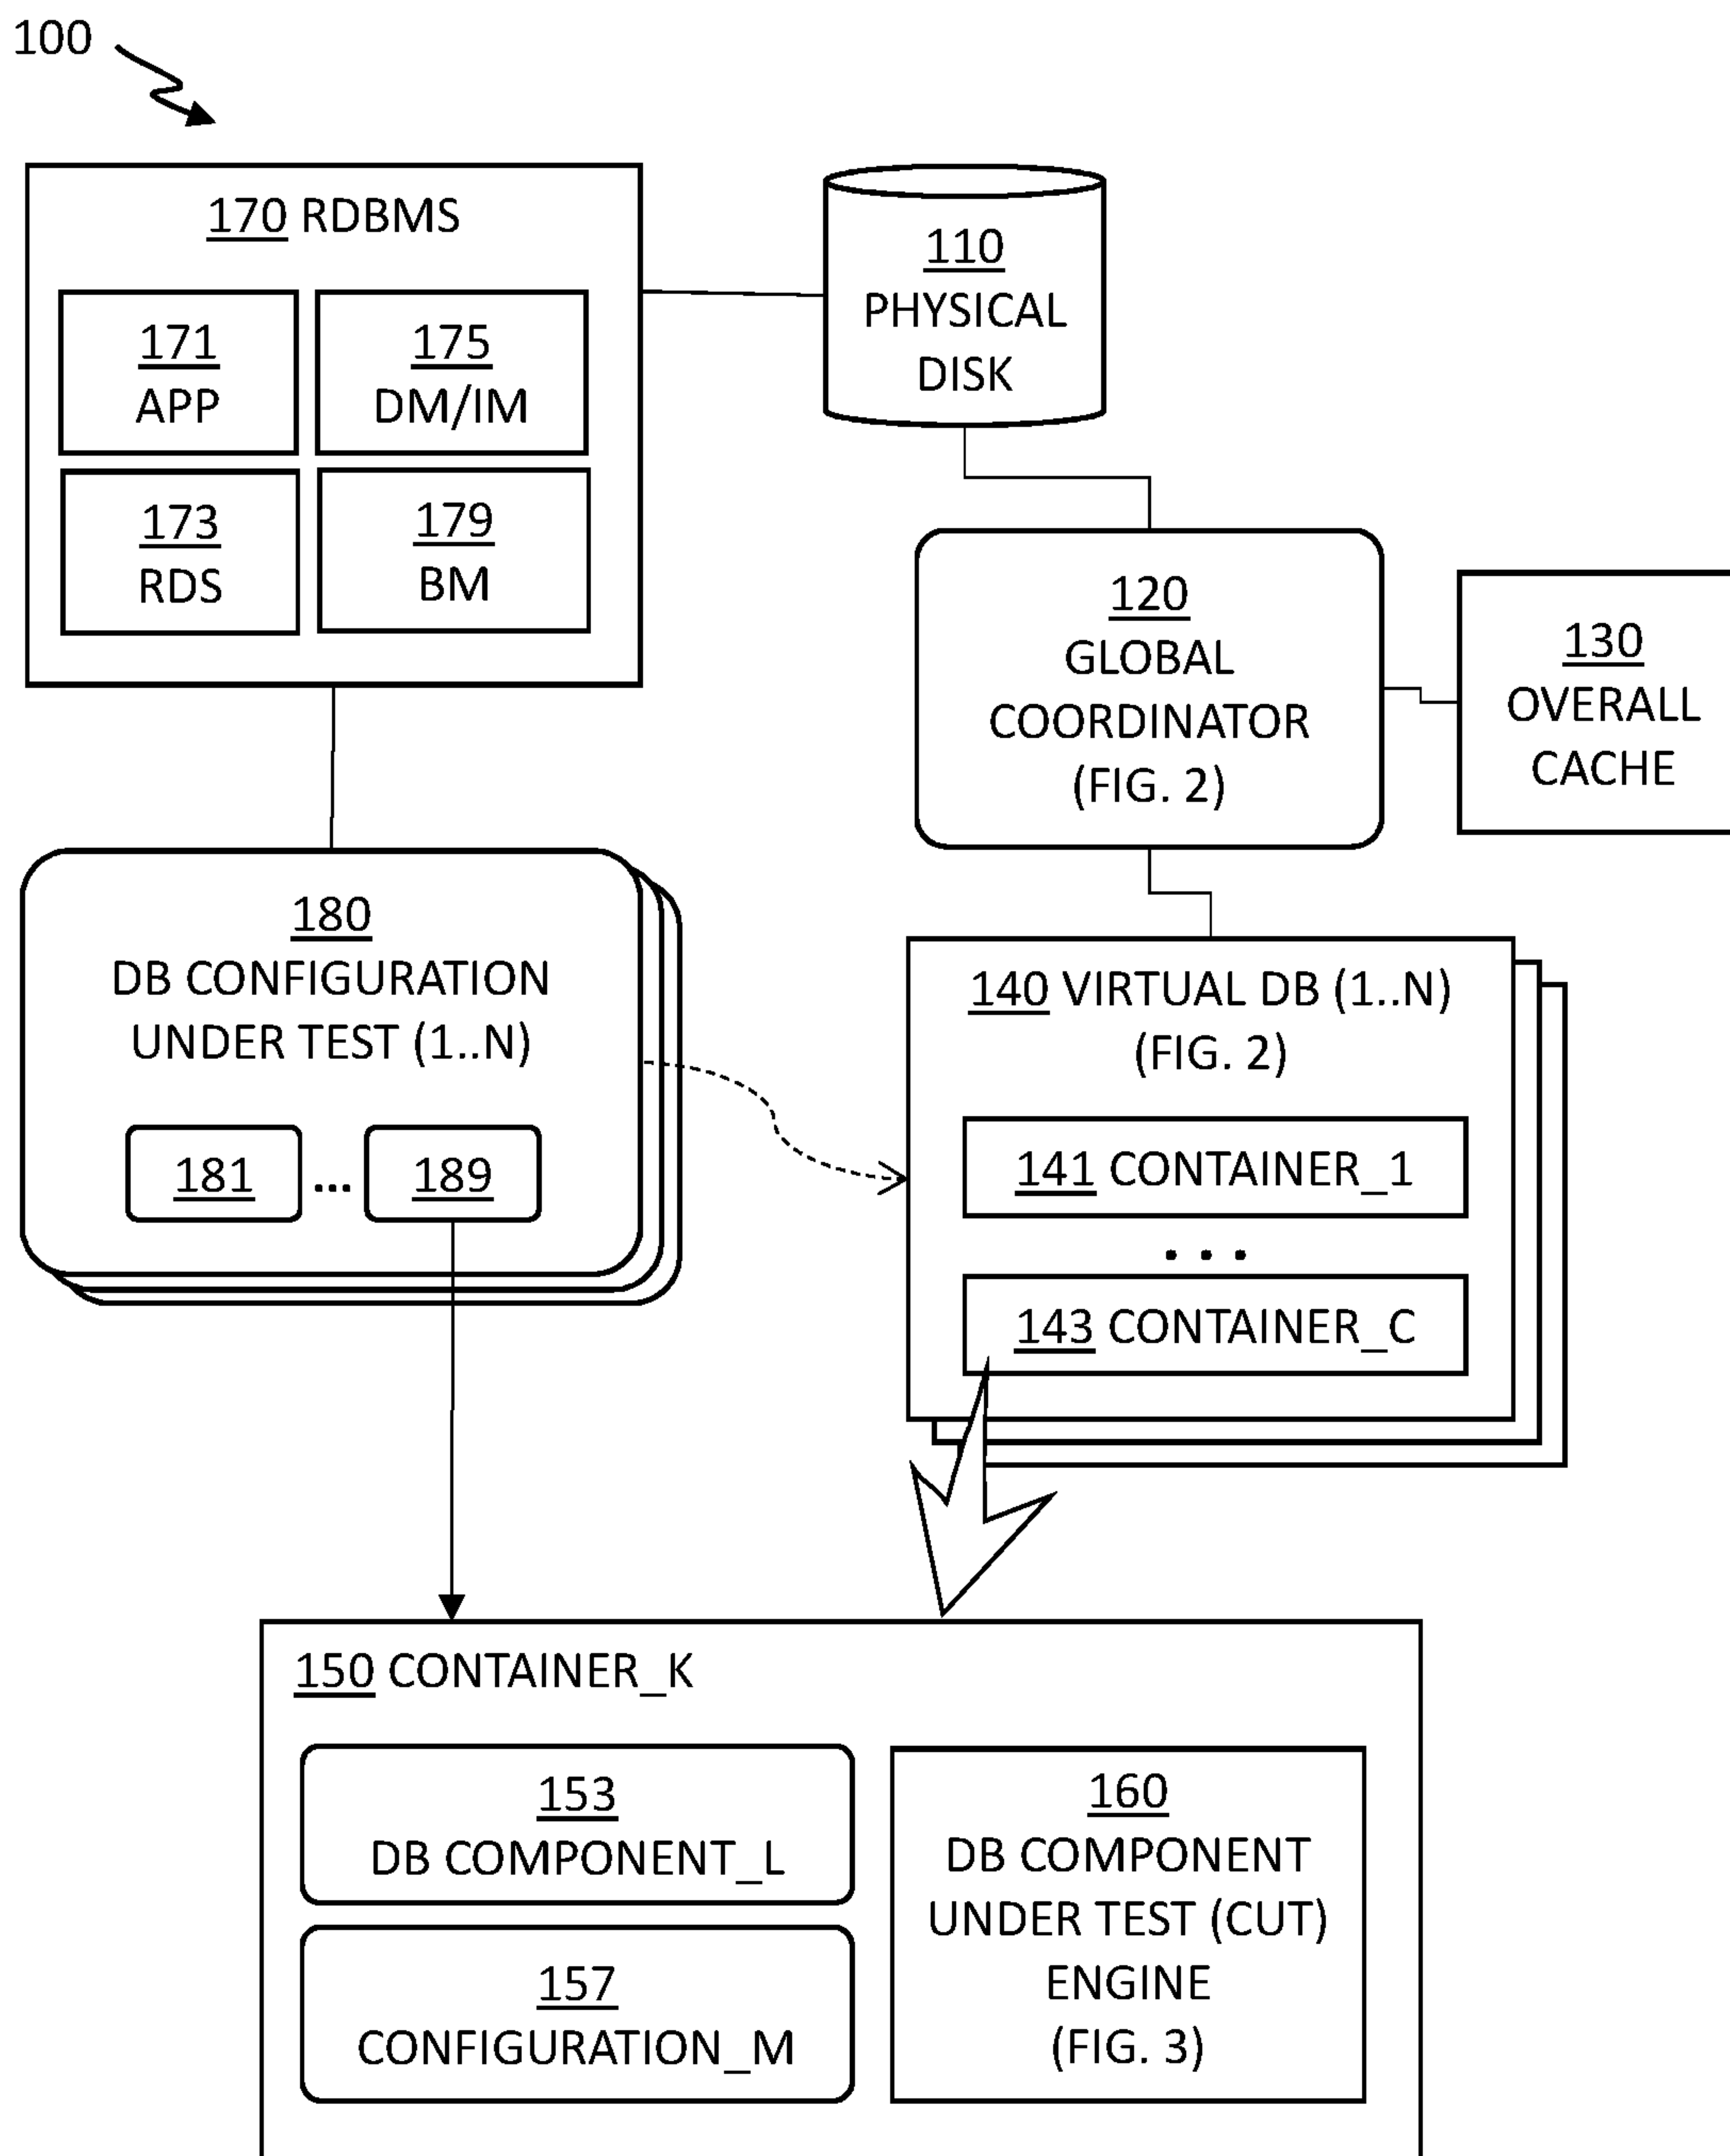 100
170 RDBMS
171
APP
175
DM/IM
173
RDS
179
BM
110
PHYSICAL
DISK
120
GLOBAL
COORDINATOR
(FIG. 2)
130
OVERALL
CACHE
180
DB CONFIGURATION
UNDER TEST (1..N)
181 ... 189
140 VIRTUAL DB (1..N)
(FIG. 2)
141 CONTAINER_1
. . .
143 CONTAINER_C
150 CONTAINER_K
153
DB COMPONENT_L
157
CONFIGURATION_M
160
DB COMPONENT
UNDER TEST (CUT)
ENGINE
(FIG. 3)